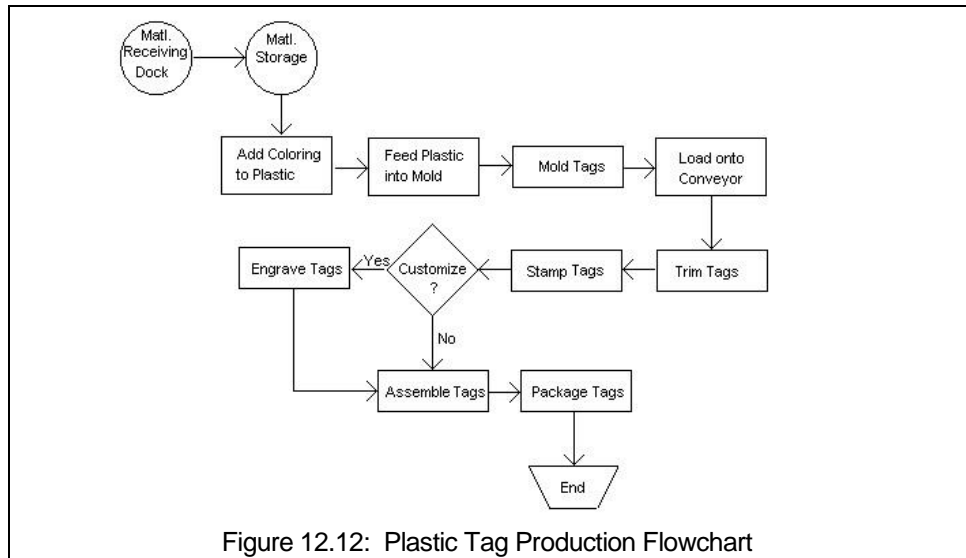 Matl.
Receiving
Dock
Matl.
Storage
Add Coloring
to Plastic
Feed Plastic
into Mold
Mold Tags
Load onto
Conveyor
Engrave Tags
Yes
Customize
?
Stamp Tags
Trim Tags
No
Assemble Tags
Package Tags
End
Figure 12.12: Plastic Tag Production Flowchart